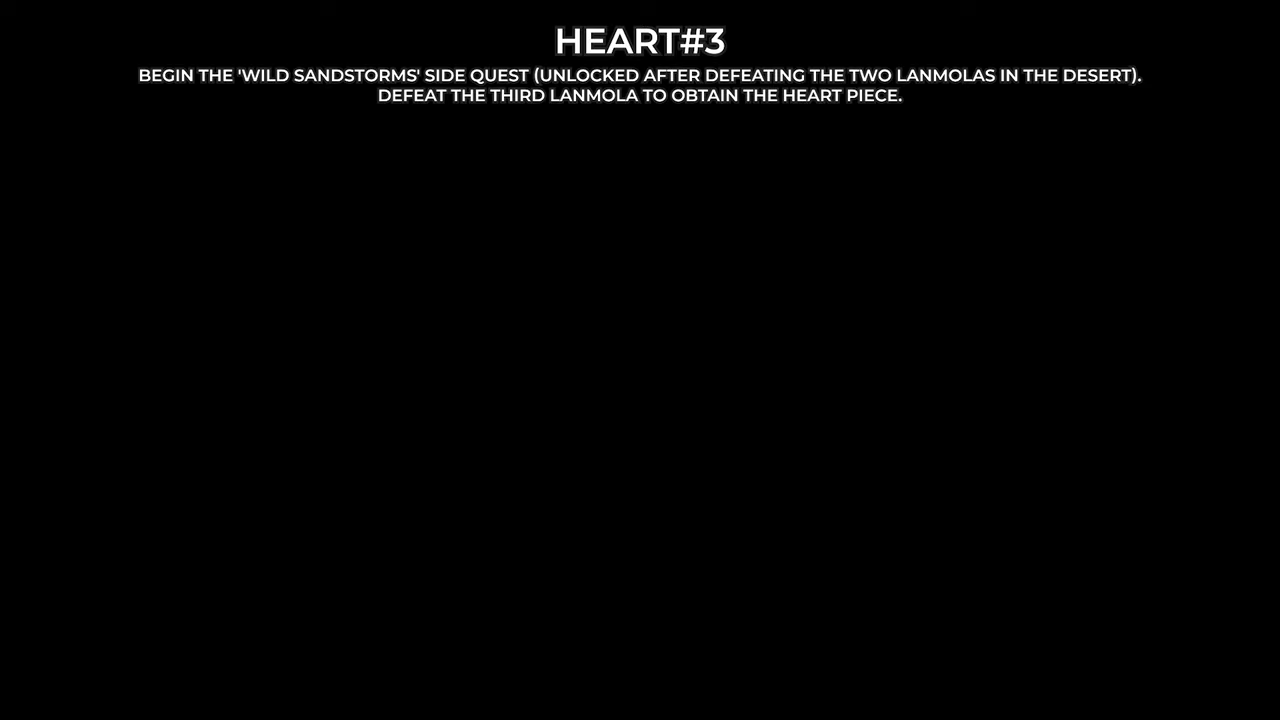 HEART#3
BEGIN THE 'WILD SANDSTORMS' SIDE QUEST (UNLOCKED AFTER DEFEATING THE TWO LANMOLAS IN THE DESERT).
DEFEAT THE THIRD LANMOLA TO OBTAIN THE HEART PIECE.